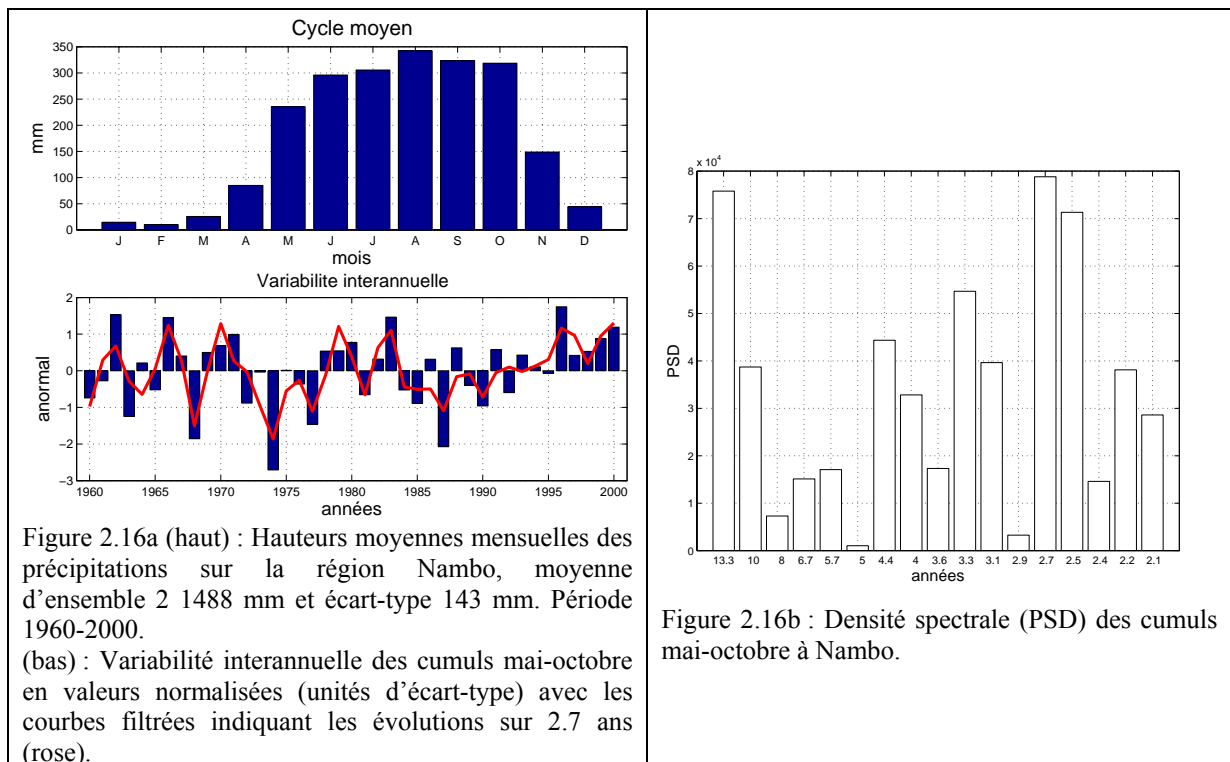 Cycle moyen
350
300
250
200
150
100
50
0
mm
J F M A M J J A S O N D
mois
Variabilite interannuelle
2
1
0
−1
−2
−3
anormal
1960 1965 1970 1975 1980 1985 1990 1995 2000
années
Figure 2.16a (haut) : Hauteurs moyennes mensuelles des
précipitations sur la région Nambo, moyenne
d’ensemble 2 1488 mm et écart-type 143 mm. Période
1960-2000.
(bas) : Variabilité interannuelle des cumuls mai-octobre
en valeurs normalisées (unités d’écart-type) avec les
courbes filtrées indiquant les évolutions sur 2.7 ans
(rose).
x 10⁴
8
7
6
5
4
3
2
1
0
PSD
13.3 10 8 6.7 5.7 5 4.4 4 3.6 3.3 3.1 2.9 2.7 2.5 2.4 2.2 2.1
années
Figure 2.16b : Densité spectrale (PSD) des cumuls
mai-octobre à Nambo.